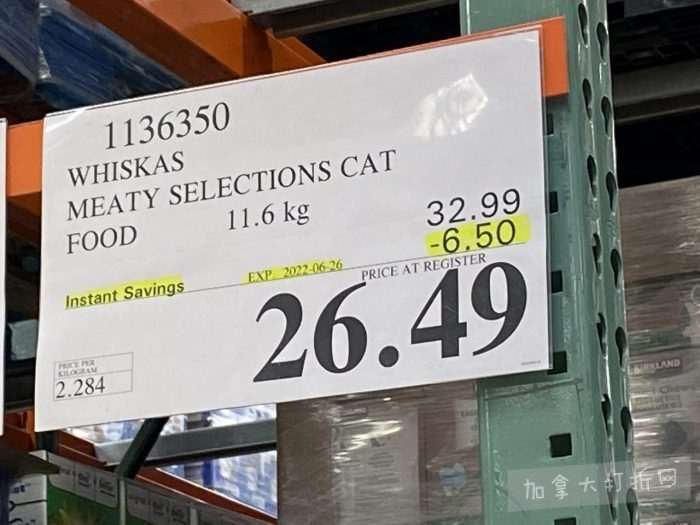 1136350
WHISKAS
MEATY SELECTIONS CAT
FOOD 11.6 kg 32.99
-6.50
Instant Savings EXP. 2022-06-26 PRICE AT REGISTER
26.49
PRICE PER
KILOGRAM
2.284
KIRKLAND
加拿大打折网